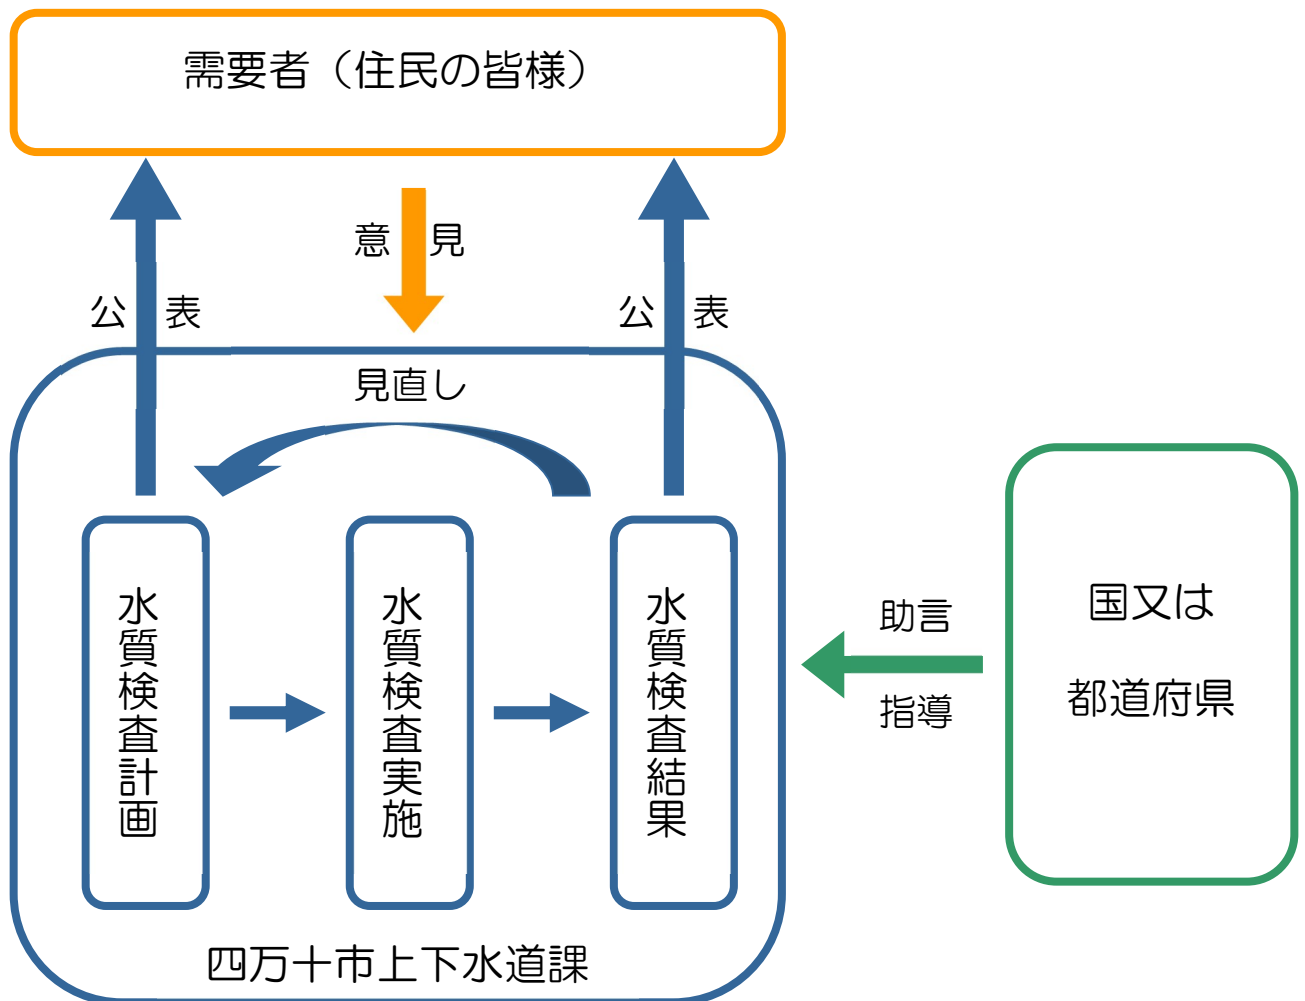 需要者（住民の皆様）
意見
公表
公表
見直し
水質検査計画
水質検査実施
水質検査結果
助言
指導
国又は
都道府県
四万十市上下水道課